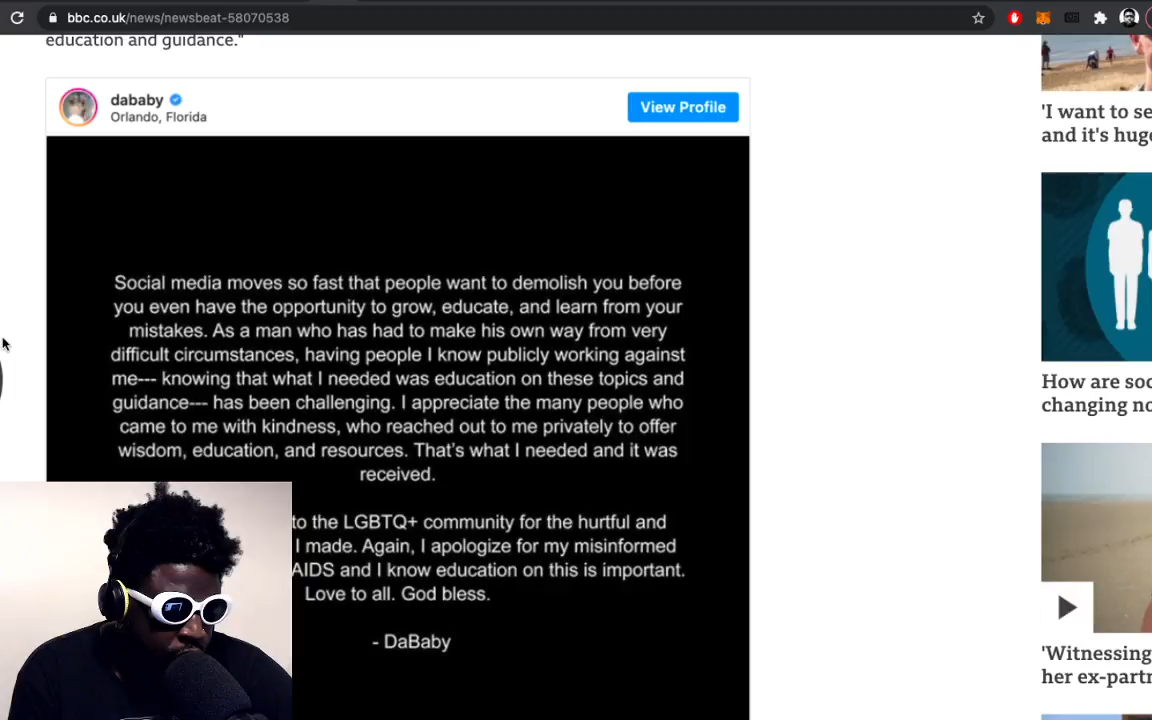 bbc.co.uk/news/newsbeat-58070538
education and guidance."
dababy
Orlando, Florida
View Profile
Social media moves so fast that people want to demolish you before
you even have the opportunity to grow, educate, and learn from your
mistakes. As a man who has had to make his own way from very
difficult circumstances, having people I know publicly working against
me--- knowing that what I needed was education on these topics and
guidance--- has been challenging. I appreciate the many people who
came to me with kindness, who reached out to me privately to offer
wisdom, education, and resources. That's what I needed and it was
received.
to the LGBTQ+ community for the hurtful and
I made. Again, I apologize for my misinformed
AIDS and I know education on this is important.
Love to all. God bless.
- DaBaby
'I want to se
and it's hug
How are soc
changing no
'Witnessing
her ex-partn